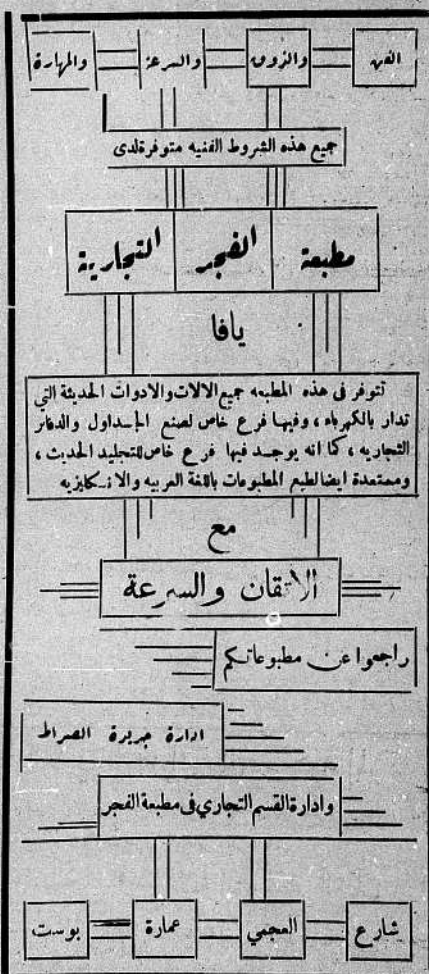 الفن والذوق والسرعة والمهارة
جميع هذه الشروط الفنيه متوفرة لدى
مطبعة الفجر التجارية
يافا
تتوفر في هذه المطبعه جميع الالات والادوات الحديثة التي
تدار بالكهرباء ، وفيها فرع خاص لصنع الجداول والدفاتر
التجاريه ، كما انه يوجد فيها فرع خاص للتجليد الحديث ،
ومستعدة ايضا لطبع المطبوعات باللغة العربيه والانكليزيه
مع
الاتقان والسرعة
راجعوا عن مطبوعاتكم
ادارة جريدة الصراط
وادارة القسم التجاري في مطبعة الفجر
شارع العجمي عمارة بوست